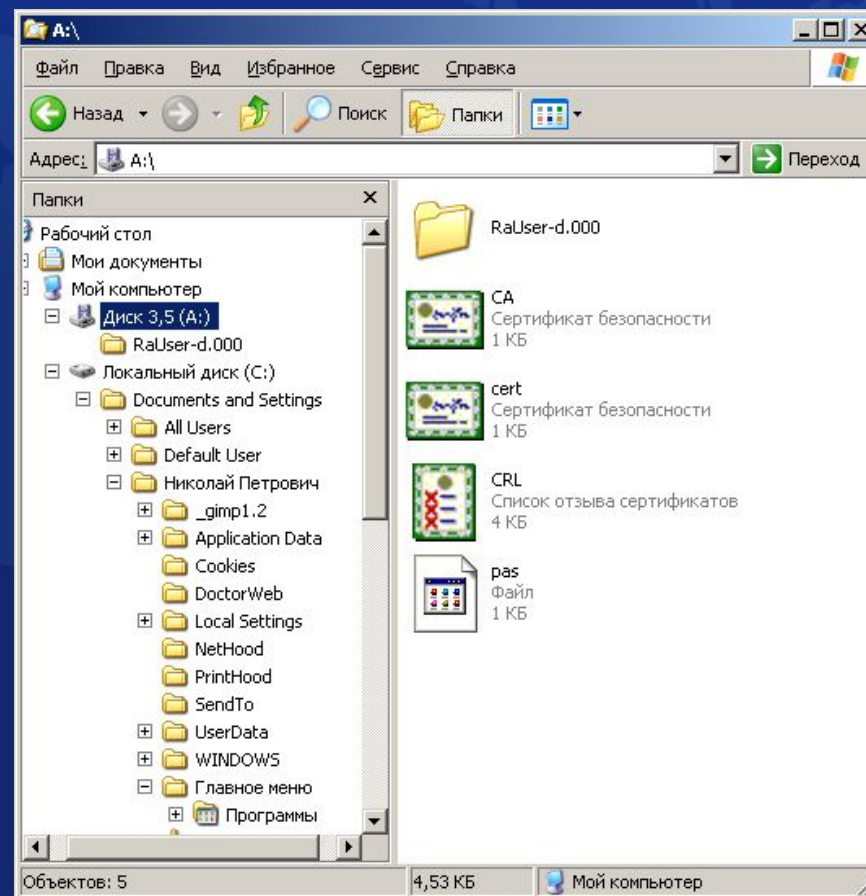 A:\
Файл Правка Вид Избранное Сервис Справка
Назад Поиск Папки
Адрес: A:\ Переход
Папки
Рабочий стол
Мои документы
Мой компьютер
Диск 3,5 (A:)
RaUser-d.000
Локальный диск (C:)
Documents and Settings
All Users
Default User
Николай Петрович
_gimp1.2
Application Data
Cookies
DoctorWeb
Local Settings
NetHood
PrintHood
SendTo
UserData
WINDOWS
Главное меню
Программы
RaUser-d.000
CA
Сертификат безопасности
1 КБ
cert
Сертификат безопасности
1 КБ
CRL
Список отзыва сертификатов
4 КБ
pas
Файл
1 КБ
Объектов: 5 4,53 КБ Мой компьютер